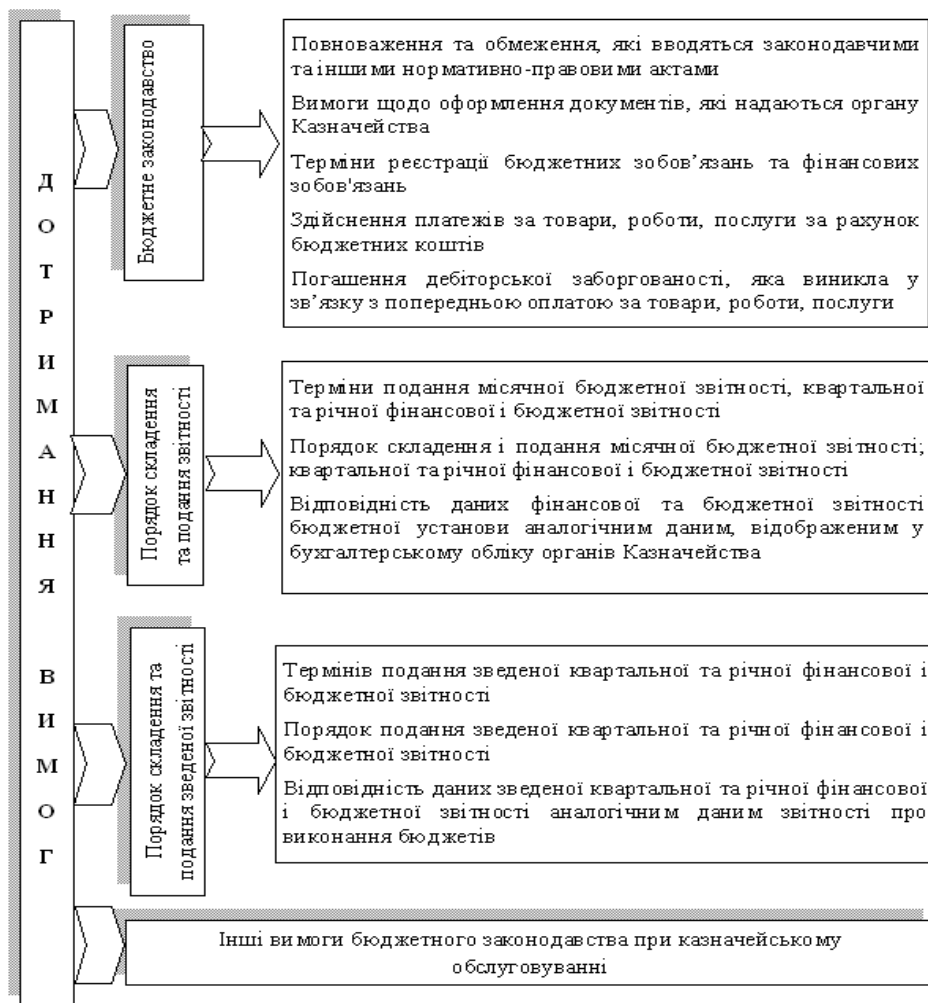 ДОТРИМАННЯ ВИМОГ
Бюджетне законодавство
Повноваження та обмеження, які вводяться законодавчими
та іншими нормативно-правовими актами
Вимоги щодо оформлення документів, які надаються органу
Казначейства
Терміни реєстрації бюджетних зобов’язань та фінансових
зобов'язань
Здійснення платежів за товари, роботи, послуги за рахунок
бюджетних коштів
Погашення дебіторської заборгованості, яка виникла у
зв’язку з попередньою оплатою за товари, роботи, послуги
Порядок складення
та подання звітності
Терміни подання місячної бюджетної звітності, квартальної
та річної фінансової і бюджетної звітності
Порядок складення і подання місячної бюджетної звітності;
квартальної та річної фінансової і бюджетної звітності
Відповідність даних фінансової та бюджетної звітності
бюджетної установи аналогічним даним, відображеним у
бухгалтерському обліку органів Казначейства
Порядок складення та
подання зведеної звітності
Термінів подання зведеної квартальної та річної фінансової і
бюджетної звітності
Порядок подання зведеної квартальної та річної фінансової і
бюджетної звітності
Відповідність даних зведеної квартальної та річної фінансової
і бюджетної звітності аналогічним даним звітності про
виконання бюджетів
Інші вимоги бюджетного законодавства при казначейському
обслуговуванні